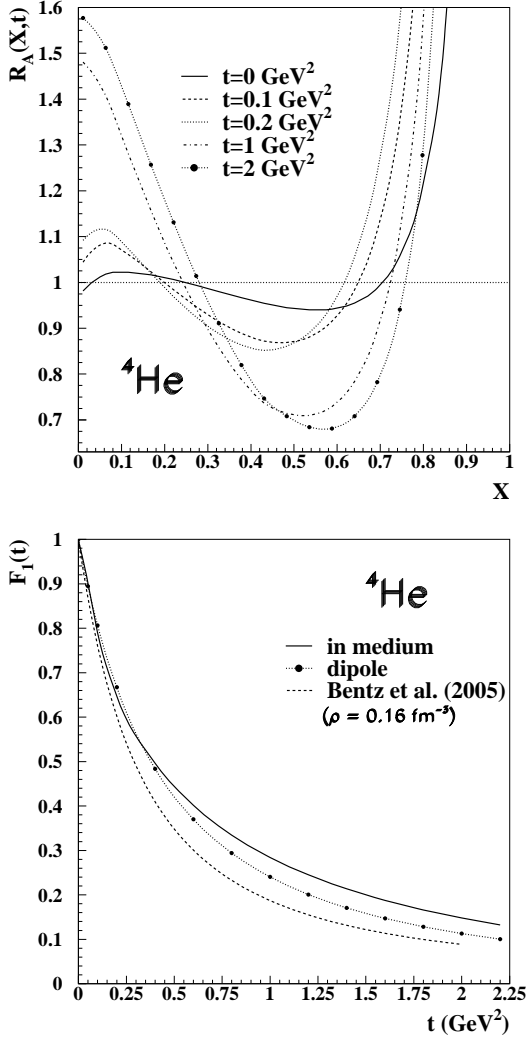 R_A(X,t)
1.6
1.5
1.4
1.3
1.2
1.1
1
0.9
0.8
0.7
t=0 GeV²
t=0.1 GeV²
t=0.2 GeV²
t=1 GeV²
t=2 GeV²
⁴He
0 0.1 0.2 0.3 0.4 0.5 0.6 0.7 0.8 0.9 1
X
F₁(t)
1
0.9
0.8
0.7
0.6
0.5
0.4
0.3
0.2
0.1
0
⁴He
in medium
dipole
Bentz et al. (2005)
(ρ = 0.16 fm⁻³)
0 0.25 0.5 0.75 1 1.25 1.5 1.75 2 2.25
t (GeV²)